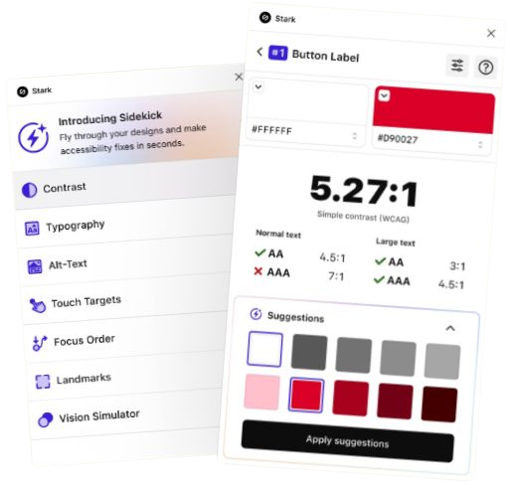 Stark
Introducing Sidekick
Fly through your designs and make
accessibility fixes in seconds.
Contrast
Typography
Alt-Text
Touch Targets
Focus Order
Landmarks
Vision Simulator
Stark
#1 Button Label
#FFFFFF
#D90027
5.27:1
Simple contrast (WCAG)
Normal text
AA 4.5:1
AAA 7:1
Large text
AA 3:1
AAA 4.5:1
Suggestions
Apply suggestions